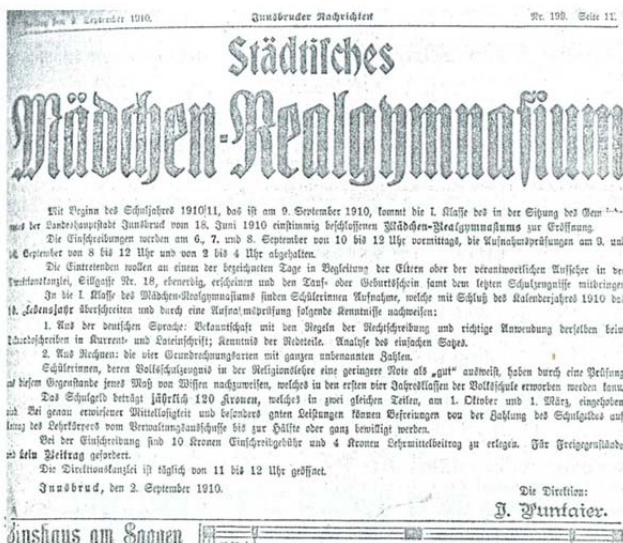 2. September 1910. Innsbrucker Nachrichten Nr. 199. Seite 11.
Städtisches
Mädchen-Realgymnasium
Mit Beginn des Schuljahres 1910/11, das ist am 9. September 1910, kommt die I. Klasse des in der Sitzung des
der Landeshauptstadt Innsbruck vom 18. Juni 1910 einstimmig beschlossenen Mädchen-Realgymnasiums zur Eröffnung.
Die Einschreibungen werden am 6., 7. und 8. September von 10 bis 12 Uhr vormittags, die Aufnahmsprüfungen am 9. und
September von 8 bis 12 Uhr und von 2 bis 4 Uhr abgehalten.
Die Eintretenden wollen an einem der bezeichneten Tage in Begleitung der Eltern oder der verantwortlichen Aufseher in der
Direktionskanzlei, Sillgasse Nr. 18, ebenerdig, erscheinen und den Tauf- oder Geburtsschein samt dem letzten Schulzeugnisse mitbringen.
In die I. Klasse des Mädchen-Realgymnasiums finden Schülerinnen Aufnahme, welche mit Schluß des Kalenderjahres 1910 das
10. Lebensjahr überschreiten und durch eine Aufnahmsprüfung folgende Kenntnisse nachweisen:
1. Aus der deutschen Sprache: Bekanntschaft mit den Regeln der Rechtschreibung und richtige Anwendung derselben beim
Diktandoschreiben in Kurrent- und Lateinschrift; Kenntnis der Redeteile. Analyse des einfachen Satzes.
2. Aus Rechnen: die vier Grundrechnungsarten mit ganzen unbenannten Zahlen.
Schülerinnen, deren Volksschulzeugnis in der Religionslehre eine geringere Note als „gut“ ausweist, haben durch eine Prüfung
aus diesem Gegenstande jenes Maß von Wissen nachzuweisen, welches in den ersten vier Jahresklassen der Volksschule erworben werden kann.
Das Schulgeld beträgt jährlich 120 Kronen, welches in zwei gleichen Teilen, am 1. Oktober und 1. März, eingehoben
wird. Bei genau erwiesener Mittellosigkeit und besonders guten Leistungen können Befreiungen von der Zahlung des Schulgeldes auf
Antrag des Lehrkörpers vom Verwaltungsausschusse bis zur Hälfte oder ganz bewilligt werden.
Bei der Einschreibung sind 10 Kronen Einschreibgebühr und 4 Kronen Lehrmittelbeitrag zu erlegen. Für Freigegenstände
wird kein Beitrag gefordert.
Die Direktionskanzlei ist täglich von 11 bis 12 Uhr geöffnet.
Innsbruck, den 2. September 1910.
Die Direktion:
J. Puntaier.
Zinshaus am Saggen